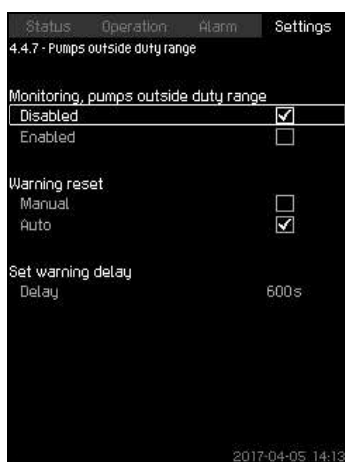 Status Operation Alarm Settings
4.4.7 - Pumps outside duty range
Monitoring, pumps outside duty range
Disabled
Enabled
Warning reset
Manual
Auto
Set warning delay
Delay 600s
2017-04-05 14:13